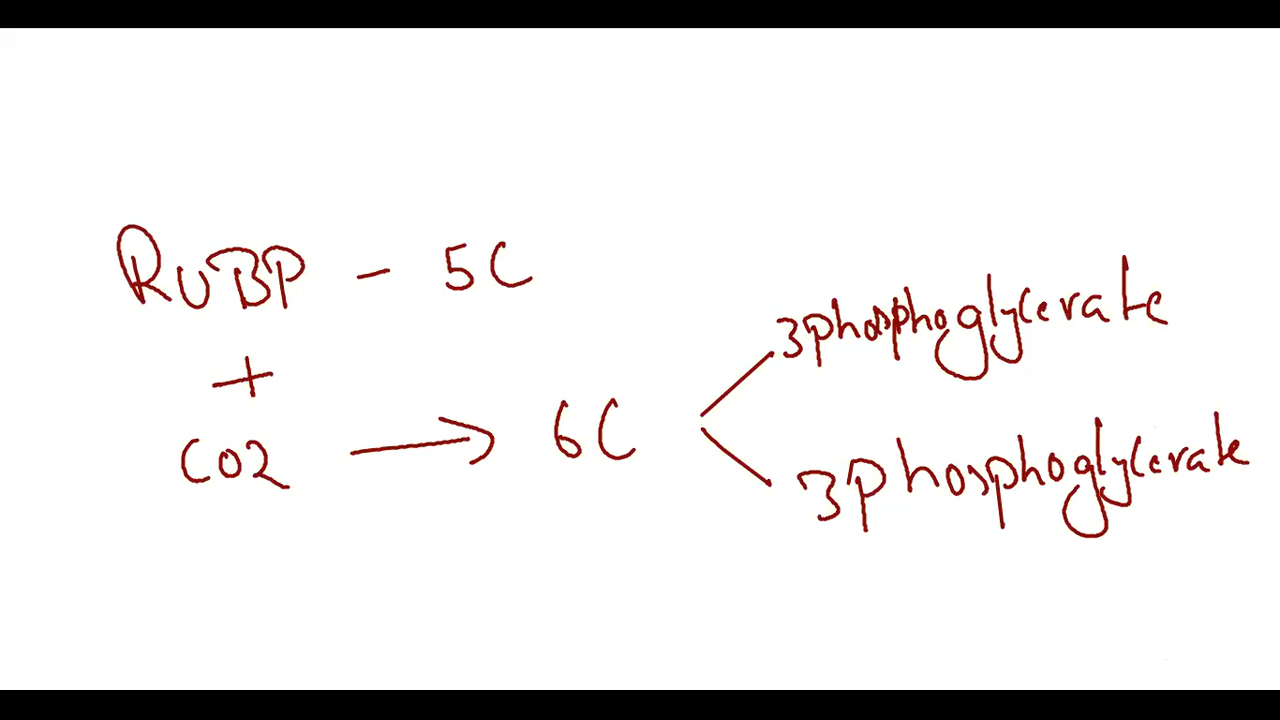 RUBP - 5C
3phosphoglycerate
+
CO2 → 6C
3phosphoglycerate